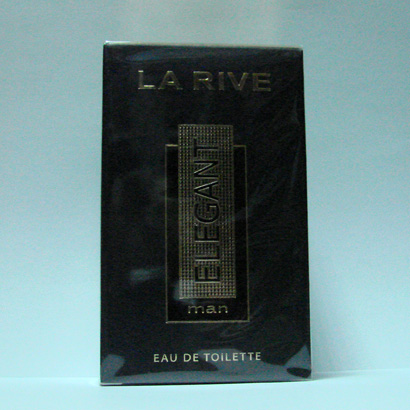 LA RIVE
ELEGANT
man
EAU DE TOILETTE